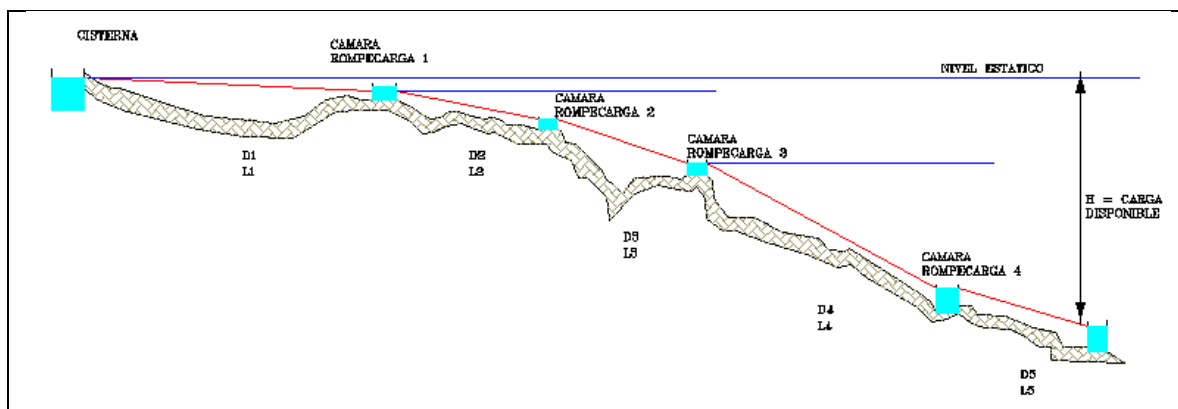 CISTERNA
CAMARA
ROMPECARGA 1
NIVEL ESTATICO
CAMARA
ROMPECARGA 2
CAMARA
ROMPECARGA 3
D1
L1
D2
L2
H = CARGA
DISPONIBLE
D3
L3
CAMARA
ROMPECARGA 4
D4
L4
D5
L5